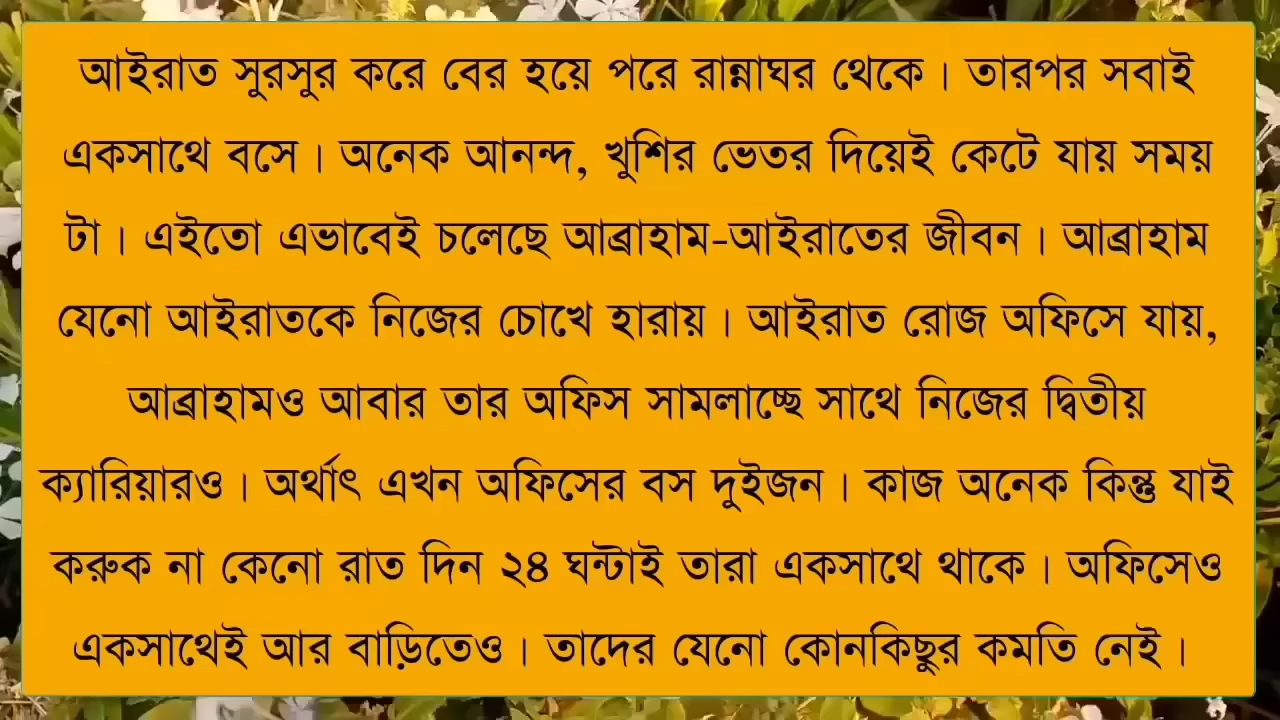 আইরাত সুরসুর করে বের হয়ে পরে রান্নাঘর থেকে। তারপর সবাই
একসাথে বসে। অনেক আনন্দ, খুশির ভেতর দিয়েই কেটে যায় সময়
টা। এইতো এভাবেই চলেছে আব্রাহাম-আইরাতের জীবন। আব্রাহাম
যেনো আইরাতকে নিজের চোখে হারায়। আইরাত রোজ অফিসে যায়,
আব্রাহামও আবার তার অফিস সামলাচ্ছে সাথে নিজের দ্বিতীয়
ক্যারিয়ারও। অর্থাৎ এখন অফিসের বস দুইজন। কাজ অনেক কিন্তু যাই
করুক না কেনো রাত দিন ২৪ ঘন্টাই তারা একসাথে থাকে। অফিসেও
একসাথেই আর বাড়িতেও। তাদের যেনো কোনকিছুর কমতি নেই।